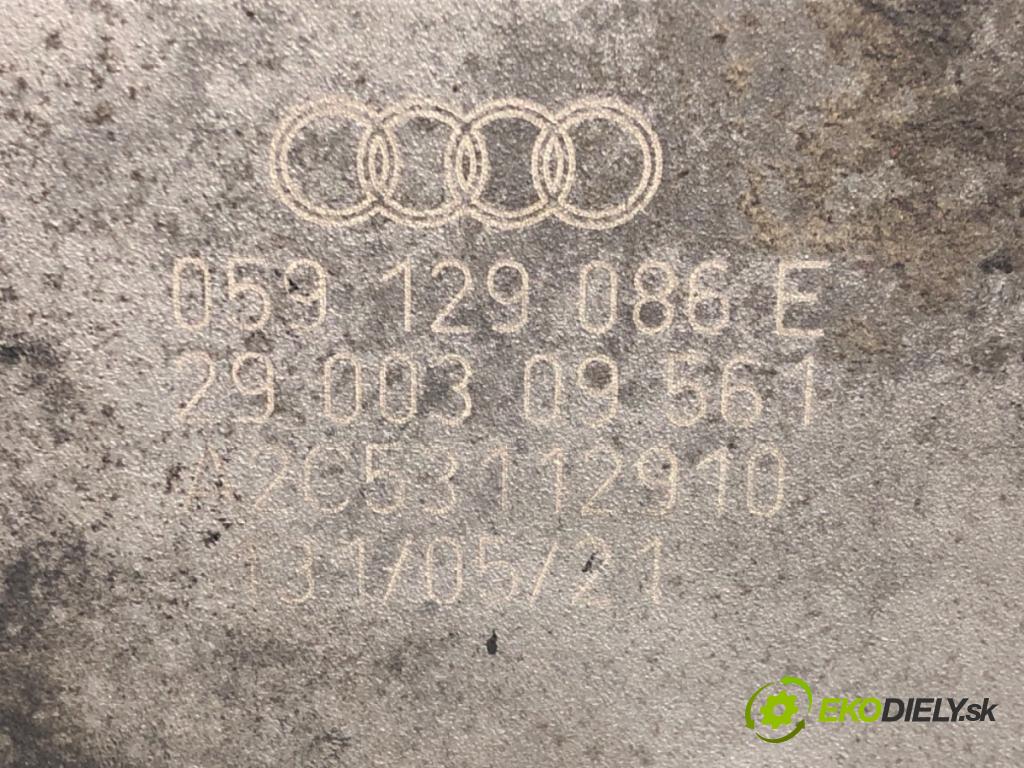 059 129 086 E
29 003 09 561
A2C53112910
131/05/21
EKODIELY.sk